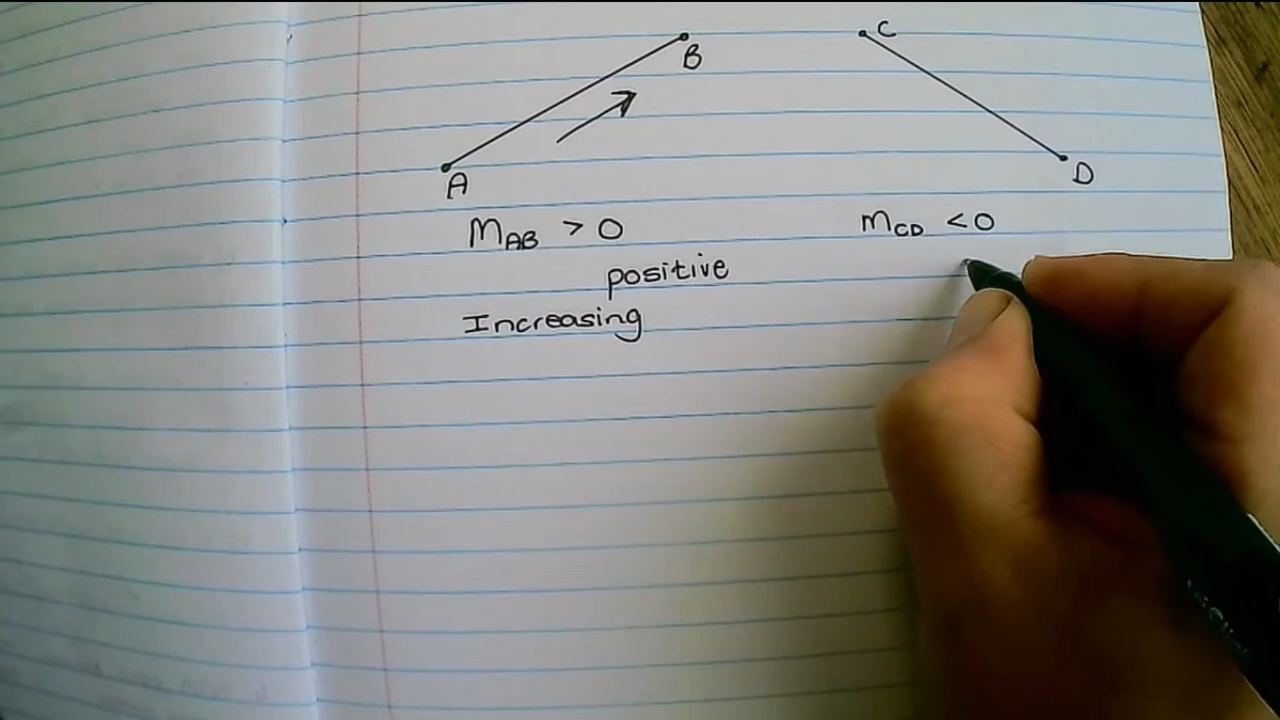 B
C
A
D
MAB > 0
mCD < 0
positive
Increasing